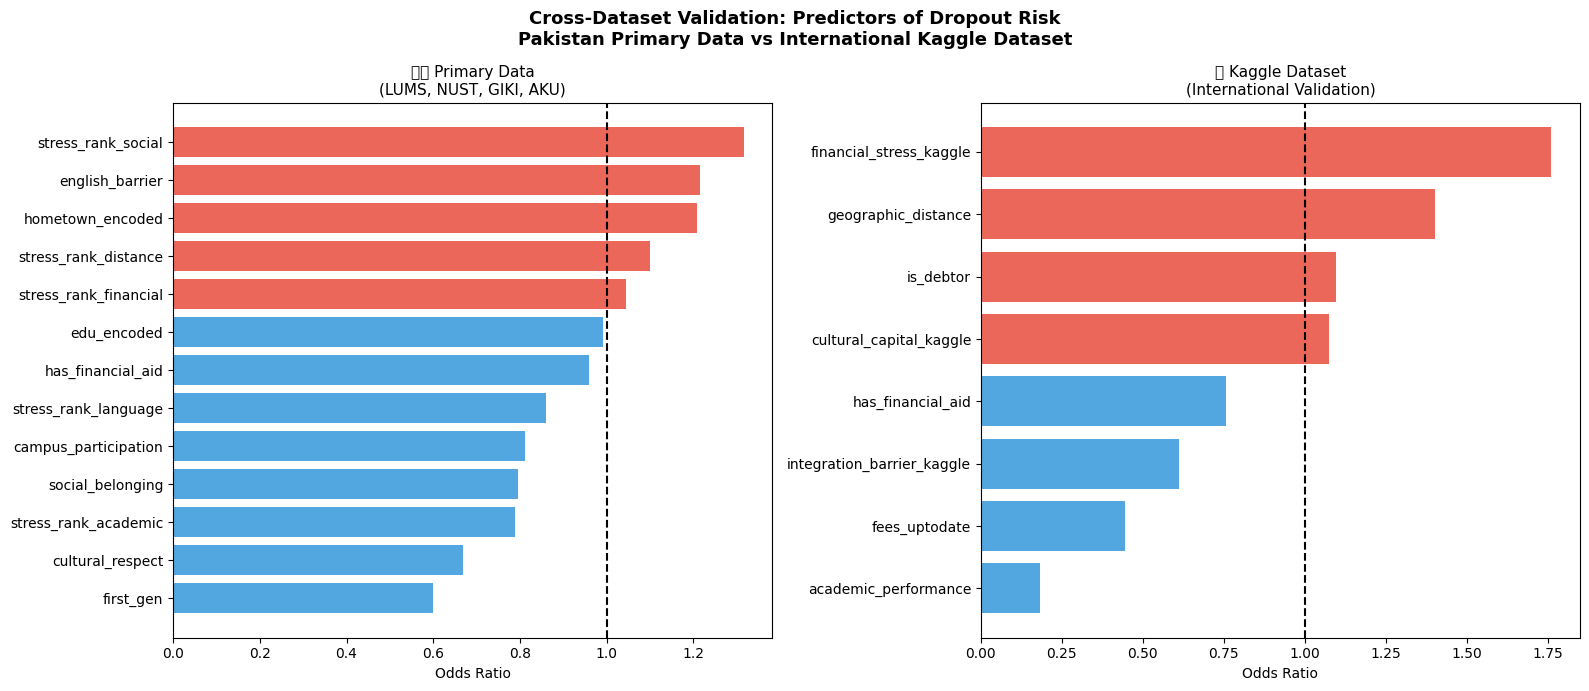 Cross-Dataset Validation: Predictors of Dropout Risk
Pakistan Primary Data vs International Kaggle Dataset
Primary Data
(LUMS, NUST, GIKI, AKU)
stress_rank_social
english_barrier
hometown_encoded
stress_rank_distance
stress_rank_financial
edu_encoded
has_financial_aid
stress_rank_language
campus_participation
social_belonging
stress_rank_academic
cultural_respect
first_gen
0.0 0.2 0.4 0.6 0.8 1.0 1.2
Odds Ratio
Kaggle Dataset
(International Validation)
financial_stress_kaggle
geographic_distance
is_debtor
cultural_capital_kaggle
has_financial_aid
integration_barrier_kaggle
fees_uptodate
academic_performance
0.00 0.25 0.50 0.75 1.00 1.25 1.50 1.75
Odds Ratio